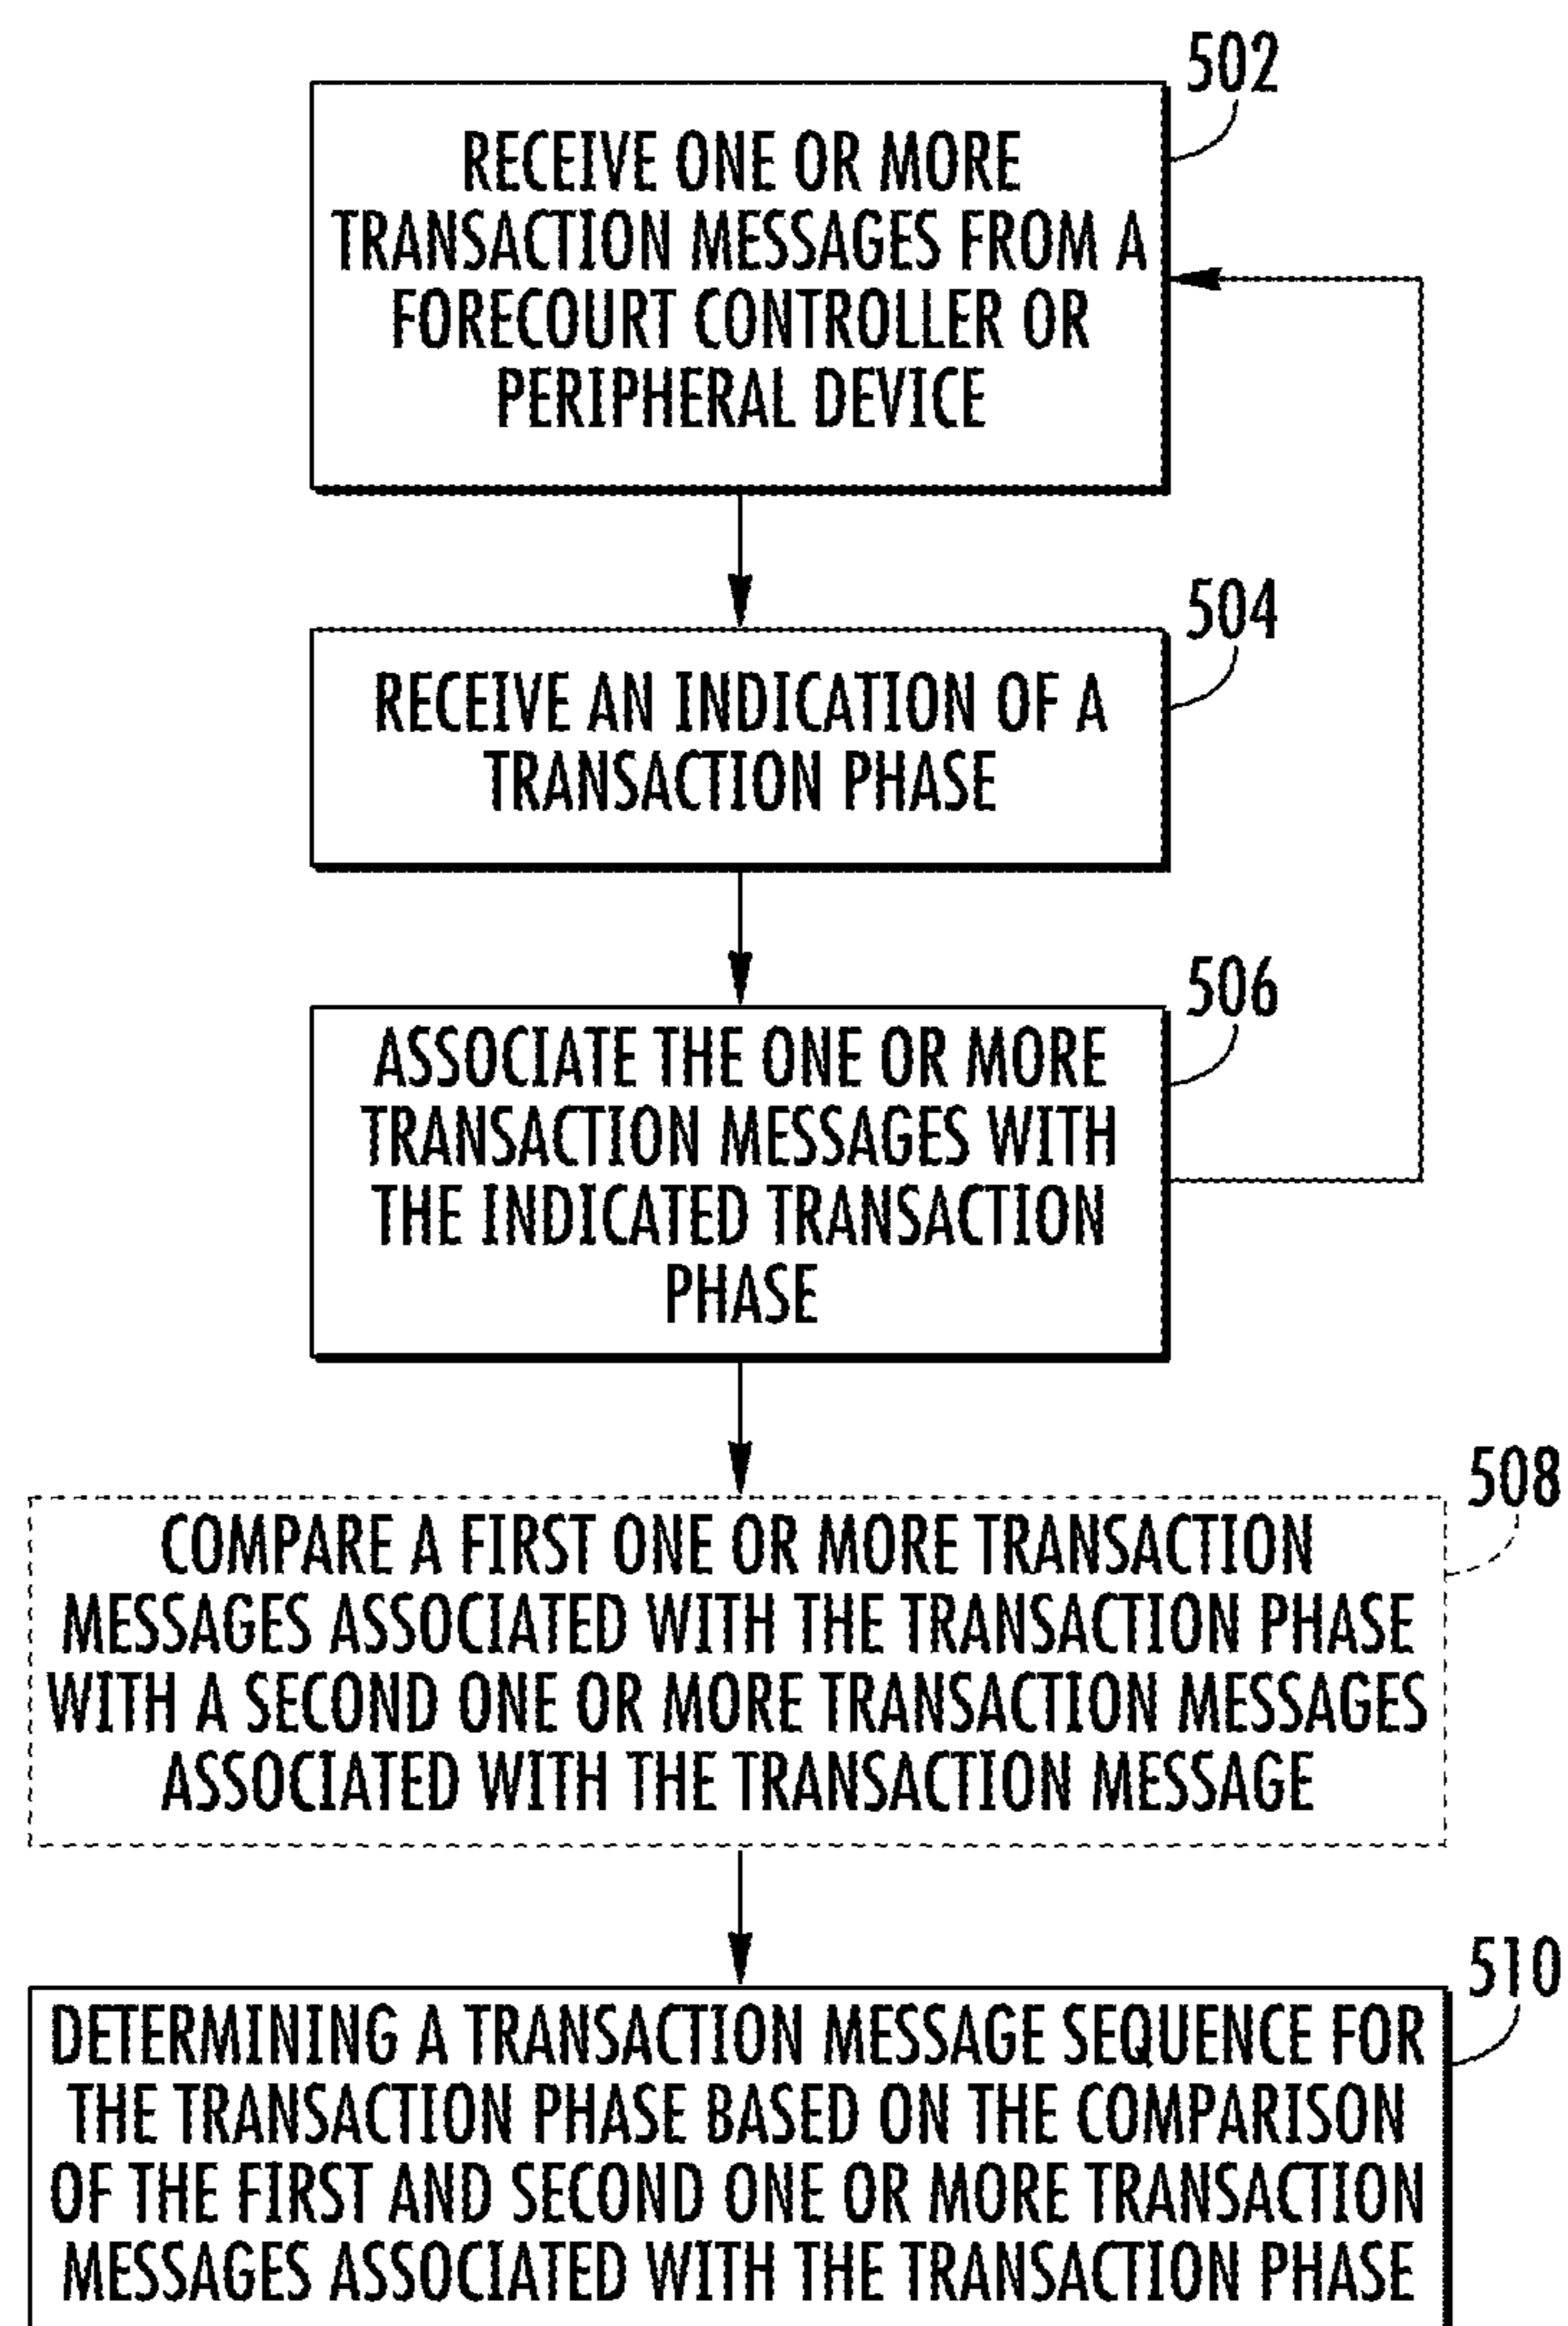 502
RECEIVE ONE OR MORE
TRANSACTION MESSAGES FROM A
FORECOURT CONTROLLER OR
PERIPHERAL DEVICE
504
RECEIVE AN INDICATION OF A
TRANSACTION PHASE
506
ASSOCIATE THE ONE OR MORE
TRANSACTION MESSAGES WITH
THE INDICATED TRANSACTION
PHASE
508
COMPARE A FIRST ONE OR MORE TRANSACTION
MESSAGES ASSOCIATED WITH THE TRANSACTION PHASE
WITH A SECOND ONE OR MORE TRANSACTION MESSAGES
ASSOCIATED WITH THE TRANSACTION MESSAGE
510
DETERMINING A TRANSACTION MESSAGE SEQUENCE FOR
THE TRANSACTION PHASE BASED ON THE COMPARISON
OF THE FIRST AND SECOND ONE OR MORE TRANSACTION
MESSAGES ASSOCIATED WITH THE TRANSACTION PHASE